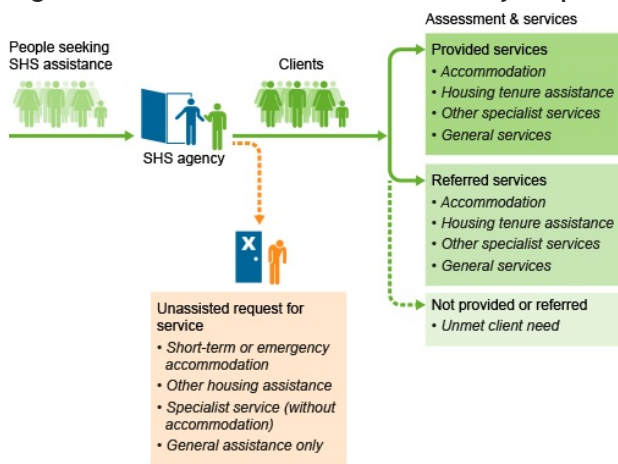 Assessment & services
People seeking
SHS assistance
Clients
SHS agency
Provided services
• Accommodation
• Housing tenure assistance
• Other specialist services
• General services
Referred services
• Accommodation
• Housing tenure assistance
• Other specialist services
• General services
Not provided or referred
• Unmet client need
X
Unassisted request for
service
• Short-term or emergency
accommodation
• Other housing assistance
• Specialist service (without
accommodation)
• General assistance only